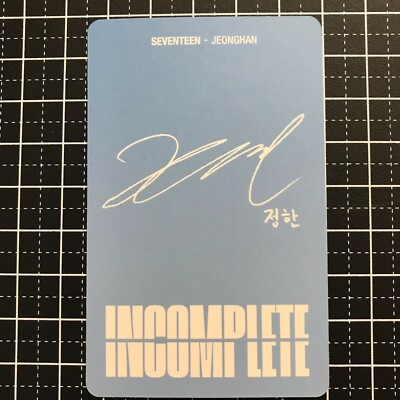 SEVENTEEN - JEONGHAN
정한
INCOMPLETE